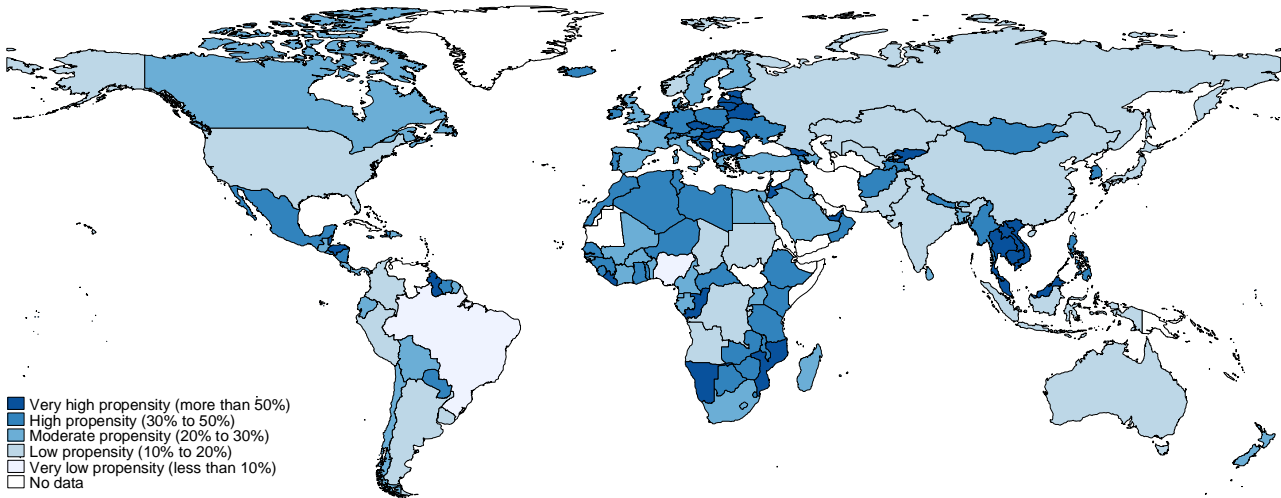 Very high propensity (more than 50%)
High propensity (30% to 50%)
Moderate propensity (20% to 30%)
Low propensity (10% to 20%)
Very low propensity (less than 10%)
No data